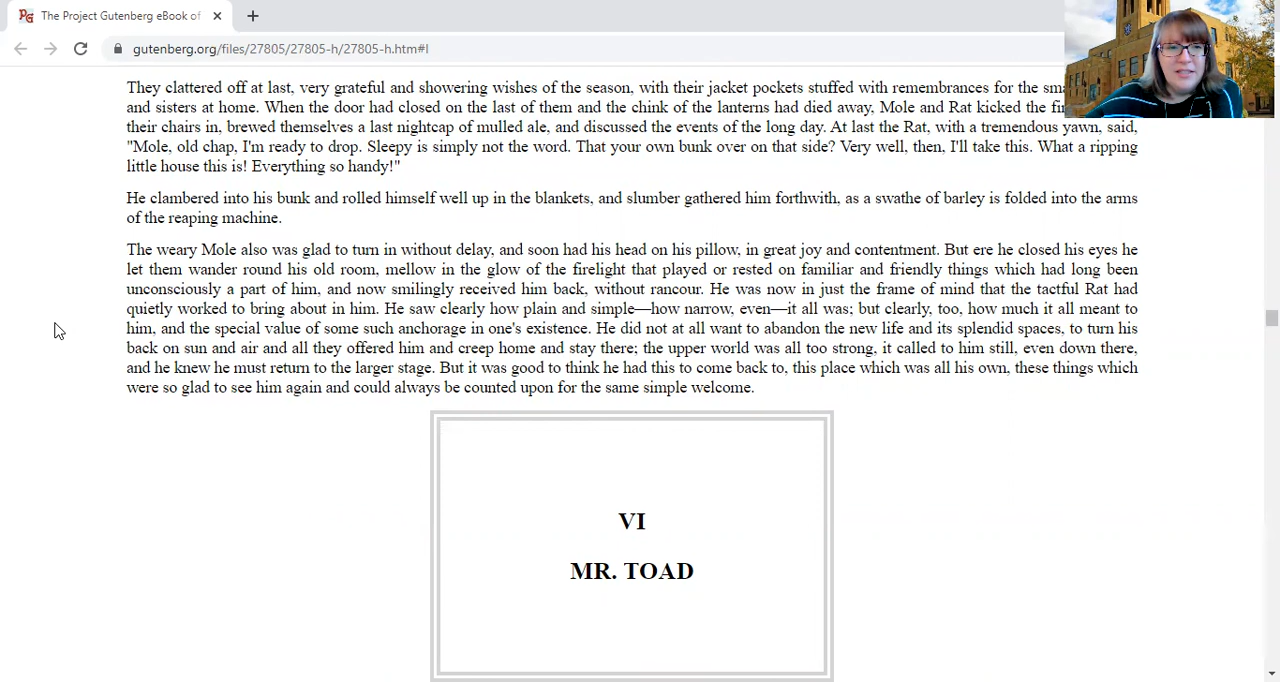 The Project Gutenberg eBook of
gutenberg.org/files/27805/27805-h/27805-h.htm#I
They clattered off at last, very grateful and showering wishes of the season, with their jacket pockets stuffed with remembrances for the sma
and sisters at home. When the door had closed on the last of them and the chink of the lanterns had died away, Mole and Rat kicked the
their chairs in, brewed themselves a last nightcap of mulled ale, and discussed the events of the long day. At last the Rat, with a tremendous yawn, said,
"Mole, old chap, I'm ready to drop. Sleepy is simply not the word. That your own bunk over on that side? Very well, then, I'll take this. What a ripping
little house this is! Everything so handy!"
He clambered into his bunk and rolled himself well up in the blankets, and slumber gathered him forthwith, as a swathe of barley is folded into the arms
of the reaping machine.
The weary Mole also was glad to turn in without delay, and soon had his head on his pillow, in great joy and contentment. But ere he closed his eyes he
let them wander round his old room, mellow in the glow of the firelight that played or rested on familiar and friendly things which had long been
unconsciously a part of him, and now smilingly received him back, without rancour. He was now in just the frame of mind that the tactful Rat had
quietly worked to bring about in him. He saw clearly how plain and simple—how narrow, even—it all was; but clearly, too, how much it all meant to
him, and the special value of some such anchorage in one's existence. He did not at all want to abandon the new life and its splendid spaces, to turn his
back on sun and air and all they offered him and creep home and stay there; the upper world was all too strong, it called to him still, even down there,
and he knew he must return to the larger stage. But it was good to think he had this to come back to, this place which was all his own, these things which
were so glad to see him again and could always be counted upon for the same simple welcome.
VI
MR. TOAD